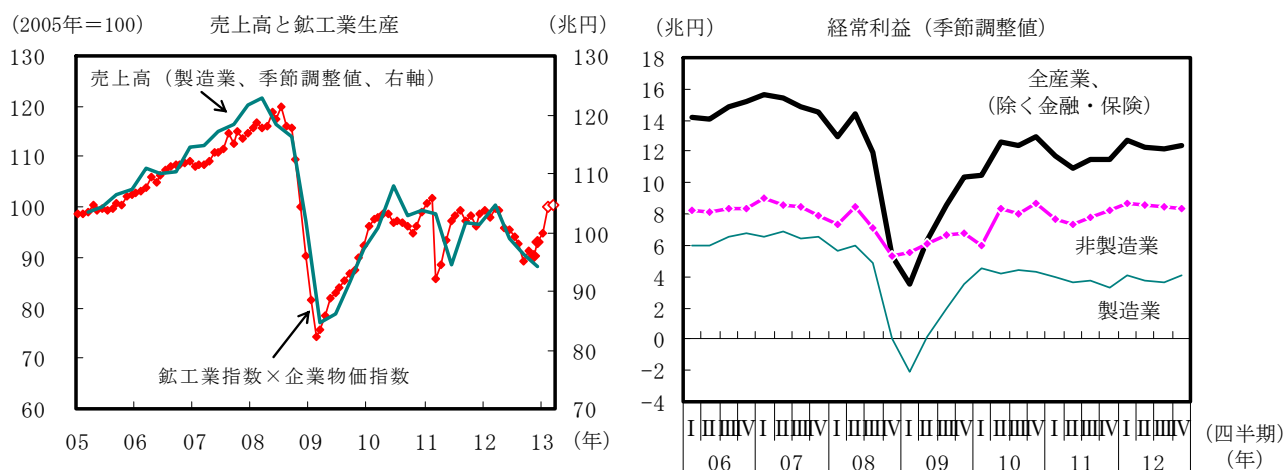 (2005年＝100)
売上高と鉱工業生産
(兆円)
130
120
110
100
90
80
70
60
130
120
110
100
90
80
70
売上高（製造業、季節調整値、右軸）
鉱工業指数×企業物価指数
05 06 07 08 09 10 11 12 13 (年)
(兆円)
経常利益（季節調整値）
18
16
14
12
10
8
6
4
2
0
-2
-4
全産業、
（除く金融・保険）
非製造業
製造業
Ⅰ Ⅱ Ⅲ Ⅳ Ⅰ Ⅱ Ⅲ Ⅳ Ⅰ Ⅱ Ⅲ Ⅳ Ⅰ Ⅱ Ⅲ Ⅳ Ⅰ Ⅱ Ⅲ Ⅳ Ⅰ Ⅱ Ⅲ Ⅳ Ⅰ Ⅱ Ⅲ Ⅳ (四半期)
06 07 08 09 10 11 12 (年)